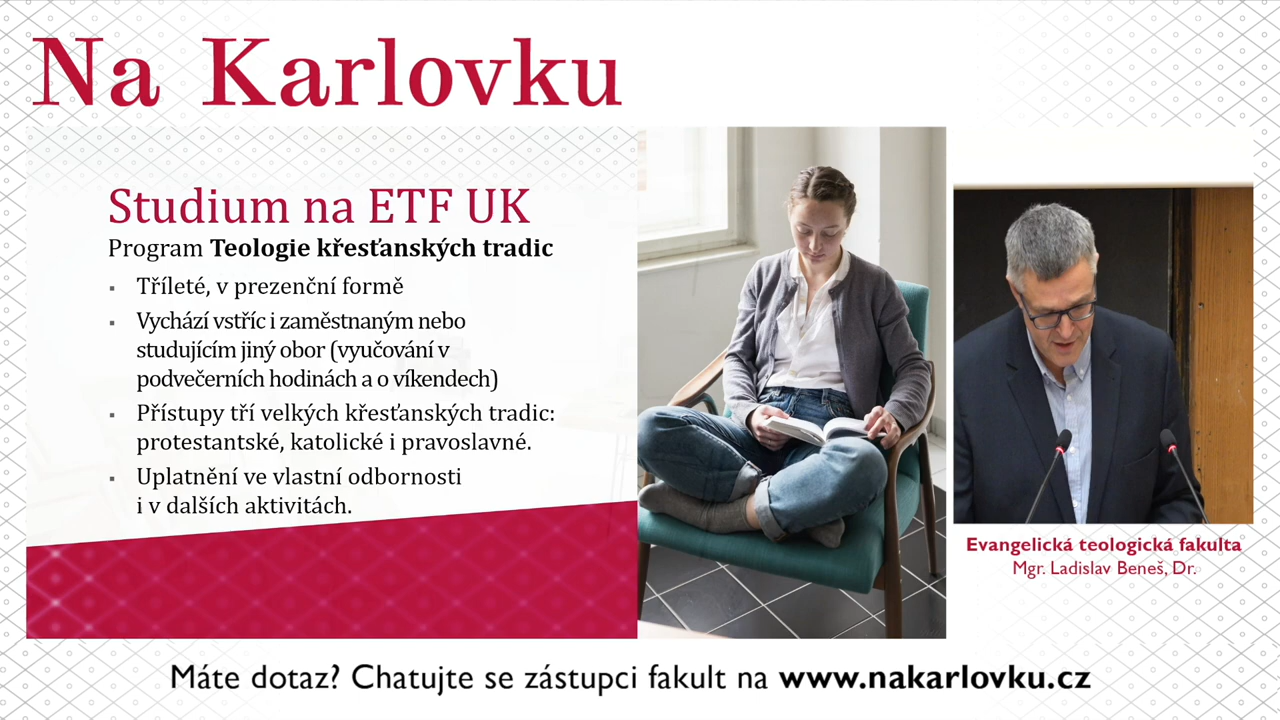 Na Karlovku
Studium na ETF UK
Program Teologie křesťanských tradic
▪ Tříleté, v prezenční formě
▪ Vychází vstříc i zaměstnaným nebo
studujícím jiný obor (vyučování v
podvečerních hodinách a o víkendech)
▪ Přístupy tří velkých křesťanských tradic:
protestantské, katolické i pravoslavné.
▪ Uplatnění ve vlastní odbornosti
i v dalších aktivitách.
Evangelická teologická fakulta
Mgr. Ladislav Beneš, Dr.
Máte dotaz? Chatujte se zástupci fakult na www.nakarlovku.cz